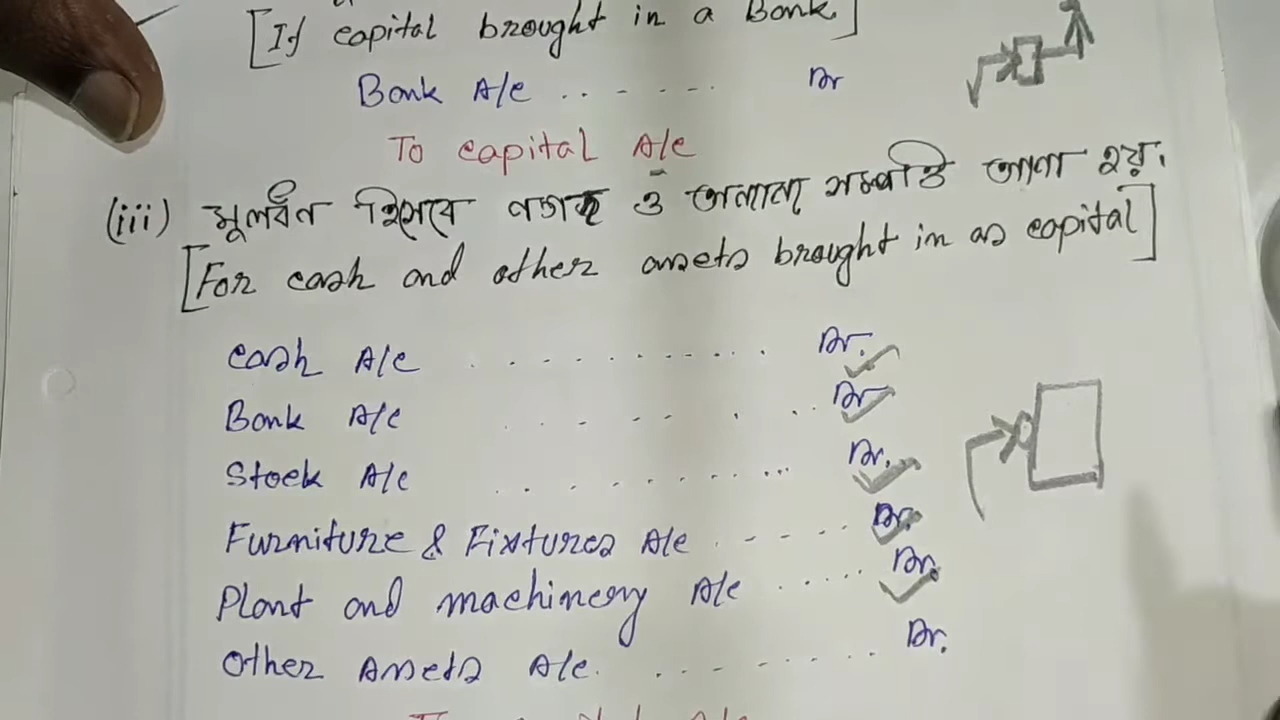 [If capital brought in a Bank]
Bank A/c ...... Dr
To capital A/c
(iii) মূলধন হিসেবে নগদ ও অন্যান্য সম্পত্তি আনা হয়।
[For cash and other assets brought in as capital]
Cash A/c .......... Dr.
Bank A/c ....... Dr
Stock A/c ........... Dr.
Furniture & Fixtures A/c ...... Dr.
Plant and machinery A/c ...... Dr.
Other Assets A/c. ........ Dr.